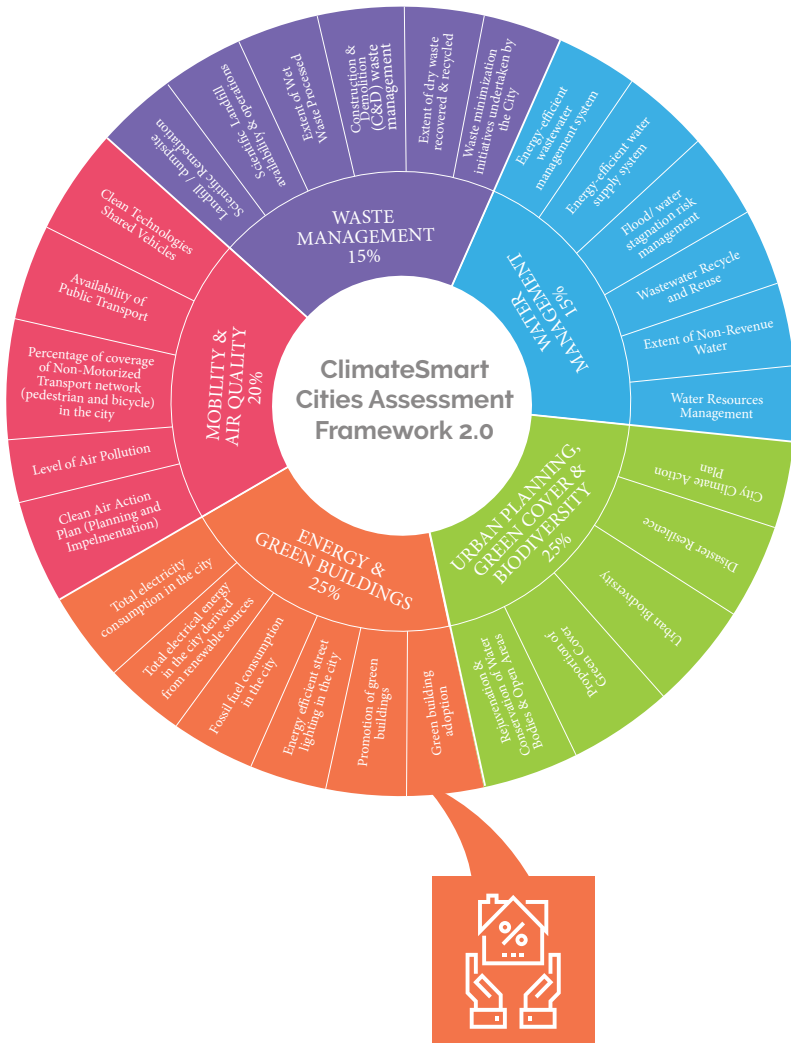 ClimateSmart
Cities Assessment
Framework 2.0
WASTE
MANAGEMENT
15%
Landfill dumpsite /
Scientific Remediation
Scientific Landfill
availability & operations
Extent of Wet
Waste Processed
Construction &
Demolition
(C&D) waste
management
Extent of dry waste
recovered & recycled
Waste minimization
initiatives undertaken by
the City
WATER
MANAGEMENT
15%
Energy-efficient
wastewater
management system
Energy-efficient water
supply system
Flood/ water
stagnation risk
management
Wastewater Recycle
and Reuse
Extent of Non-Revenue
Water
Water Resources
Management
URBAN PLANNING,
GREEN COVER &
BIODIVERSITY
25%
City Climate Action
Plan
Disaster Resilience
Urban Biodiversity
Proportion of
Green Cover
Rejuvenation &
Conservation of Water
Bodies & Open Areas
ENERGY &
GREEN BUILDINGS
25%
Green building
adoption
Promotion of green
buildings
Energy efficient street
lighting in the city
Fossil fuel consumption
in the city
Total electrical energy
in the city derived
from renewable sources
Total electricity
consumption in the city
MOBILITY &
AIR QUALITY
20%
Clean Air Action
Plan (Planning and
Impelmentation)
Level of Air Pollution
Percentage of coverage
of Non-Motorized
Transport network
(pedestrian and bicycle)
in the city
Availability of
Public Transport
Clean Technologies
Shared Vehicles
%